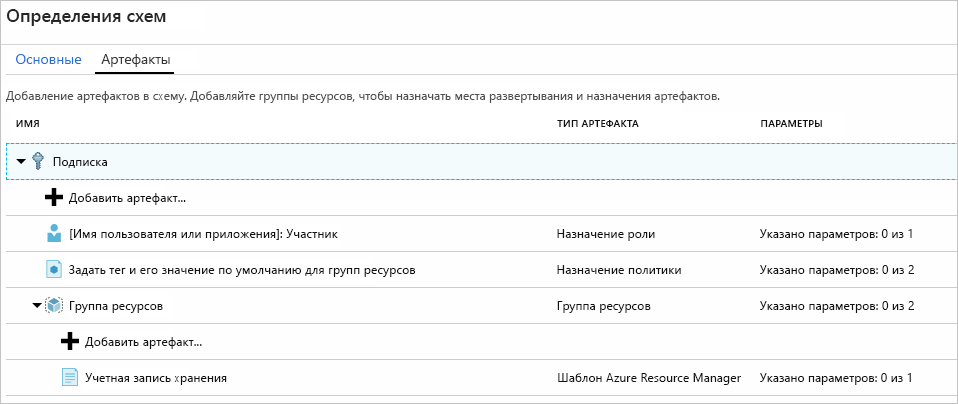 Определения схем
Основные Артефакты
Добавление артефактов в схему. Добавляйте группы ресурсов, чтобы назначать места развертывания и назначения артефактов.
ИМЯ ТИП АРТЕФАКТА ПАРАМЕТРЫ
Подписка
Добавить артефакт...
[Имя пользователя или приложения]: Участник Назначение роли Указано параметров: 0 из 1
Задать тег и его значение по умолчанию для групп ресурсов Назначение политики Указано параметров: 0 из 2
Группа ресурсов Группа ресурсов Указано параметров: 0 из 2
Добавить артефакт...
Учетная запись хранения Шаблон Azure Resource Manager Указано параметров: 0 из 1